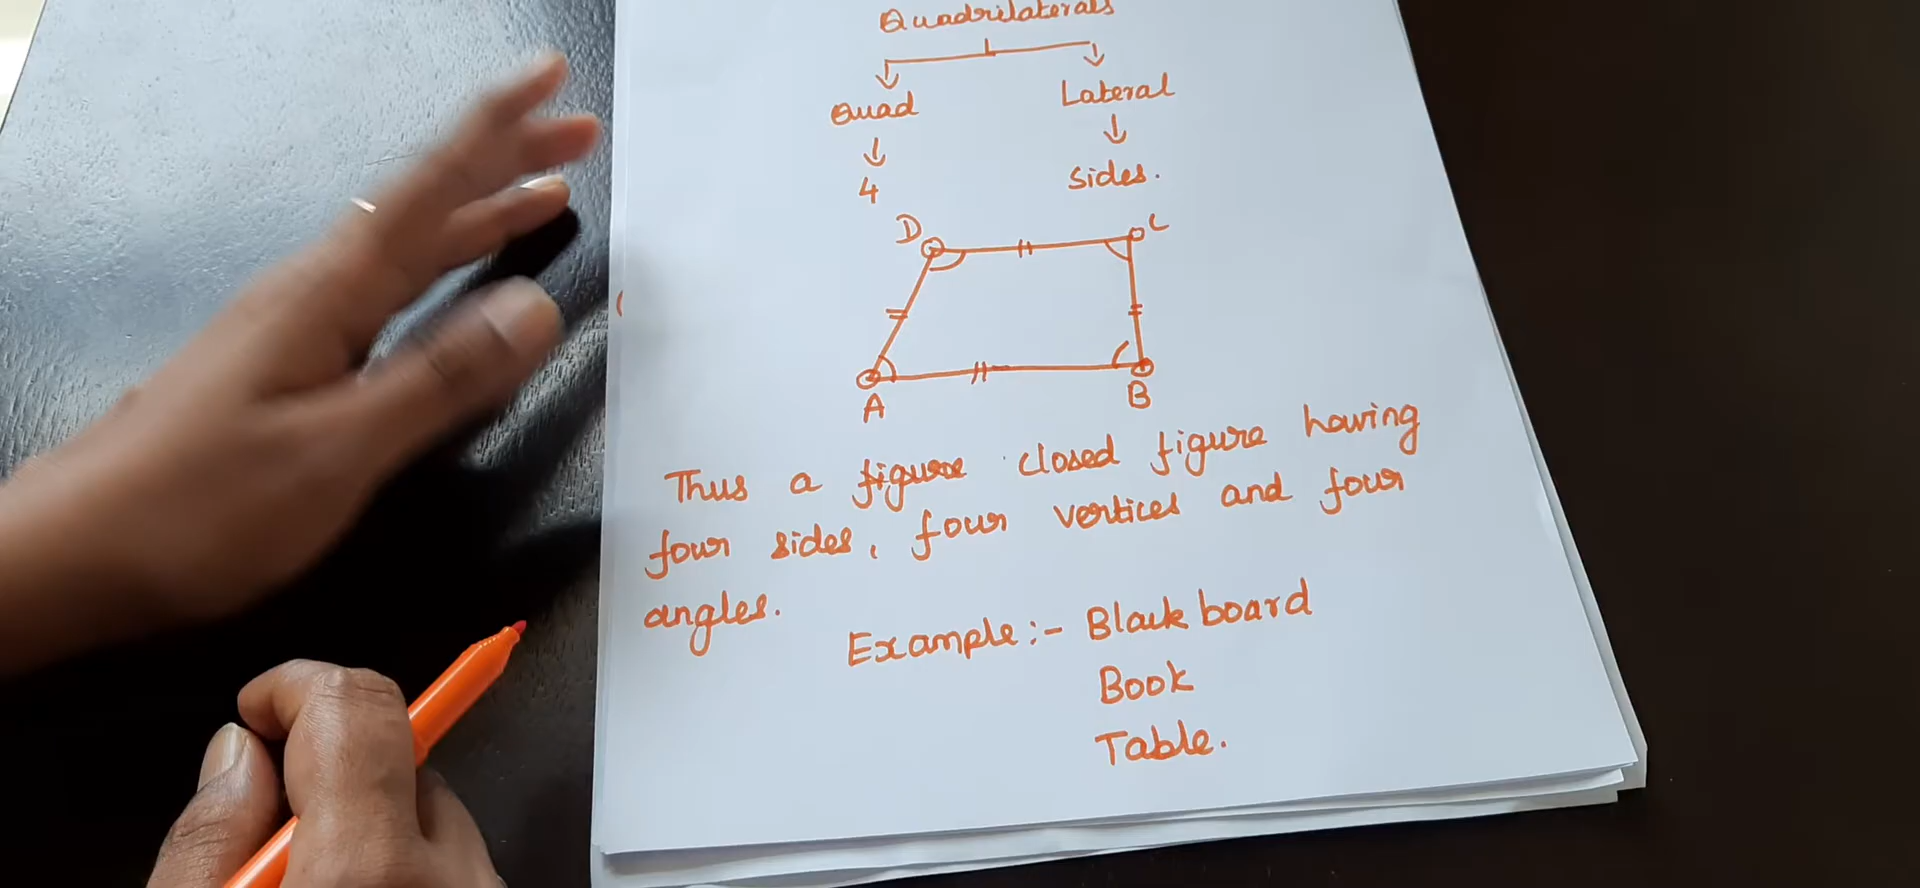 Quadrilaterals
Quad Lateral
4 Sides.
D C
A B
Thus a figure closed figure having
four sides, four vertices and four
angles.
Example:- Black board
Book
Table.